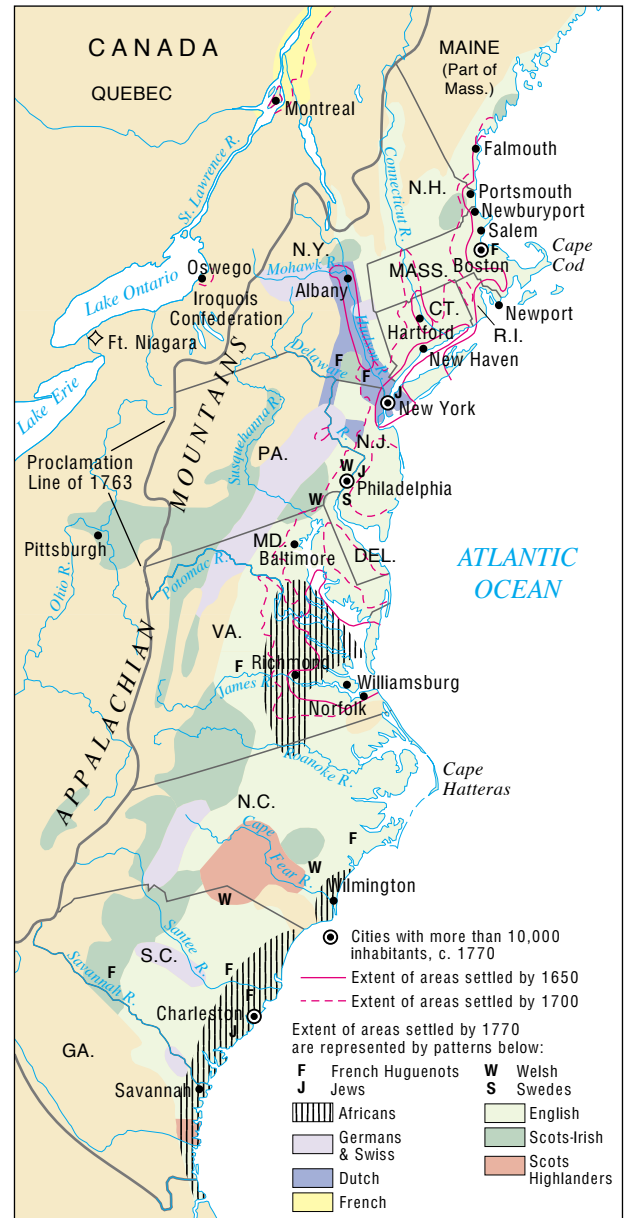 CANADA
QUEBEC
MAINE
(Part of
Mass.)
Montreal
St. Lawrence R.
Connecticut R.
Falmouth
N.H.
Portsmouth
Newburyport
Salem
F
Boston
Cape
Cod
N.Y.
Mohawk R.
MASS.
Oswego
Albany
Lake Ontario
Iroquois
Confederation
CT.
Hartford
Newport
R.I.
Hudson R.
Ft. Niagara
New Haven
Delaware
R.
F
F
J
New York
Lake Erie
MOUNTAINS
Susquehanna R.
N.J.
PA.
W
J
Proclamation
Line of 1763
Philadelphia
W
S
Pittsburgh
MD.
Baltimore
DEL.
ATLANTIC
OCEAN
Ohio R.
Potomac R.
VA.
F
Richmond
James R.
Williamsburg
Norfolk
APPALACHIAN
Roanoke R.
Cape
Hatteras
N.C.
Cape
Fear R.
F
W
Wilmington
W
Santee R.
S.C.
F
F
Savannah R.
F
Charleston
J
GA.
Savannah
Cities with more than 10,000
inhabitants, c. 1770
Extent of areas settled by 1650
Extent of areas settled by 1700
Extent of areas settled by 1770
are represented by patterns below:
F French Huguenots
J Jews
Africans
Germans
& Swiss
Dutch
French
W Welsh
S Swedes
English
Scots-Irish
Scots
Highlanders